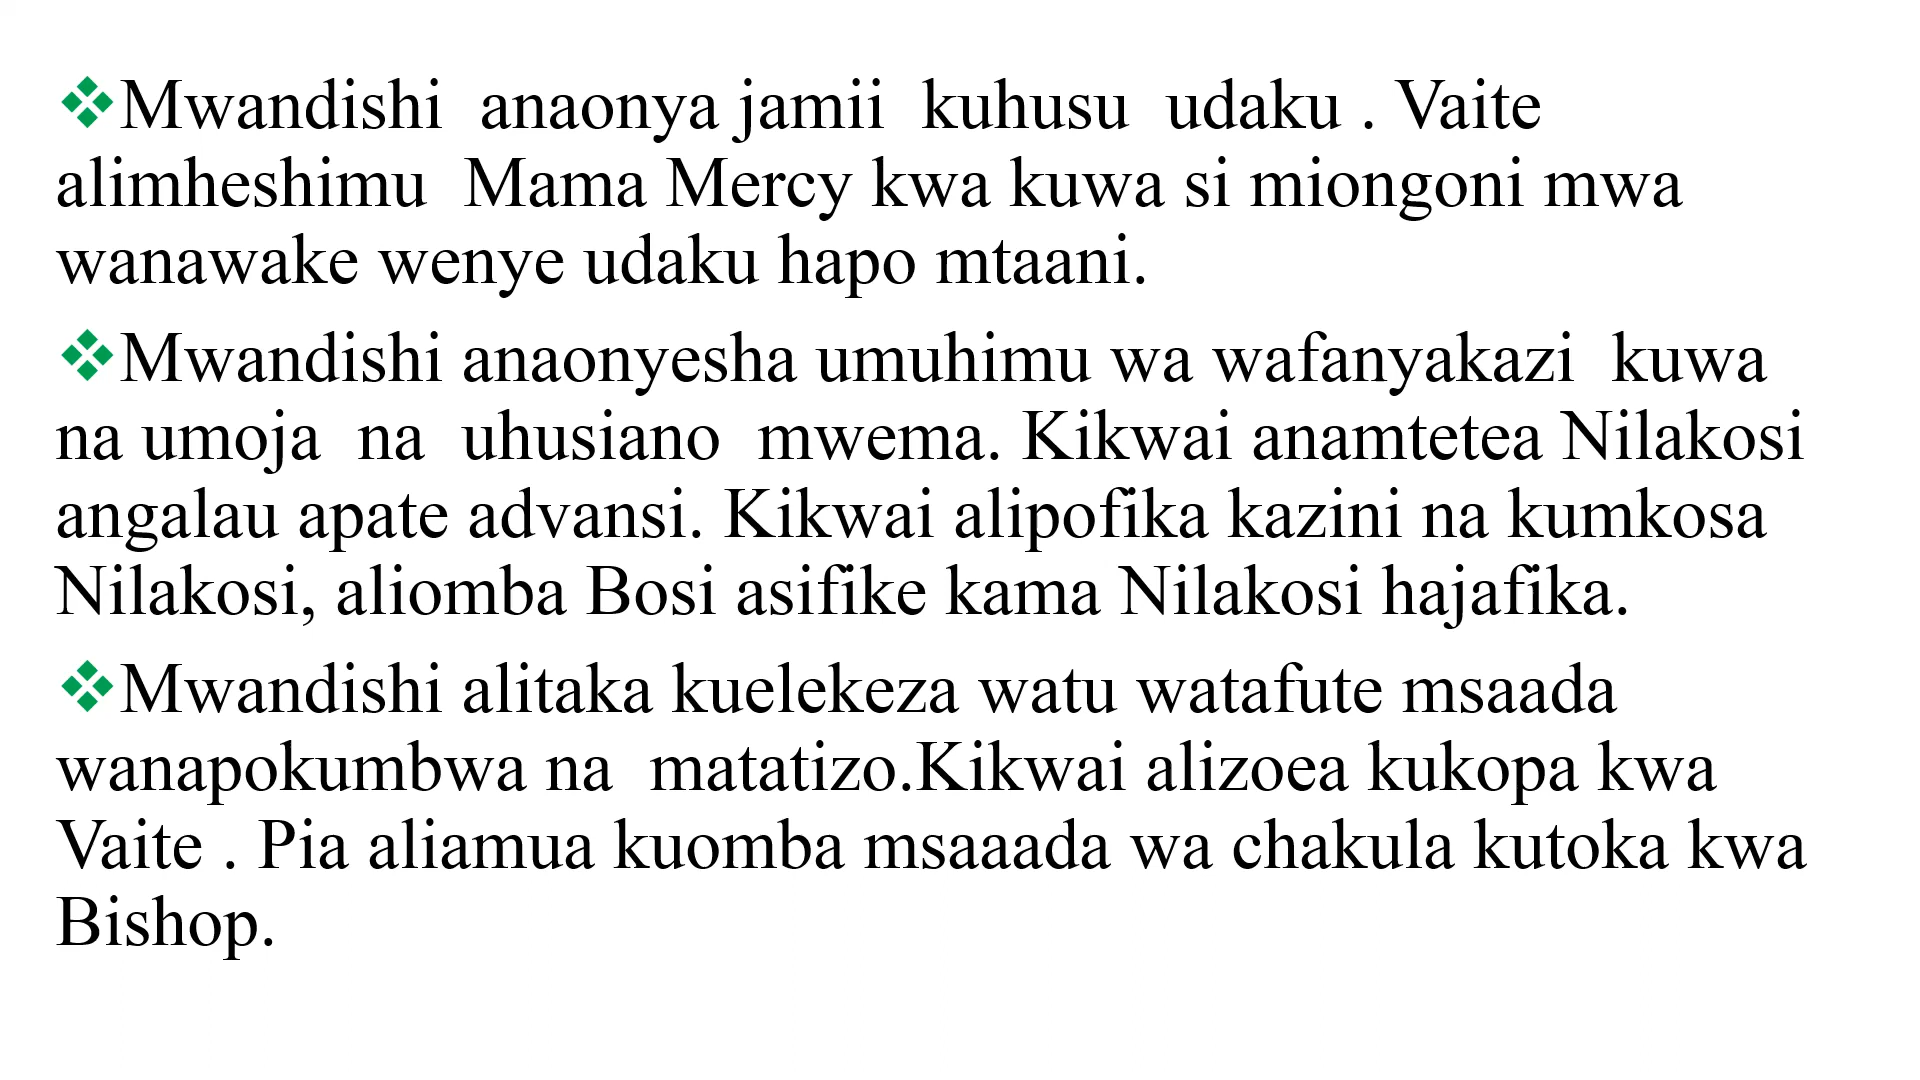 ❖Mwandishi  anaonya jamii  kuhusu  udaku . Vaite
alimheshimu  Mama Mercy kwa kuwa si miongoni mwa
wanawake wenye udaku hapo mtaani.
❖Mwandishi anaonyesha umuhimu wa wafanyakazi  kuwa
na umoja  na  uhusiano  mwema. Kikwai anamtetea Nilakosi
angalau apate advansi. Kikwai alipofika kazini na kumkosa
Nilakosi, aliomba Bosi asifike kama Nilakosi hajafika.
❖Mwandishi alitaka kuelekeza watu watafute msaada
wanapokumbwa na  matatizo.Kikwai alizoea kukopa kwa
Vaite . Pia aliamua kuomba msaaada wa chakula kutoka kwa
Bishop.